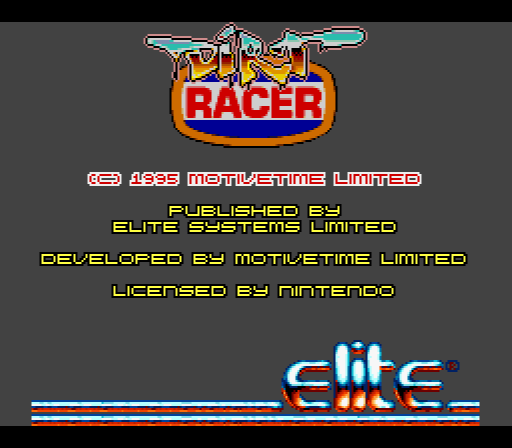 DIRT
RACER
(C) 1995 MOTIVETIME LIMITED
PUBLISHED BY
ELITE SYSTEMS LIMITED
DEVELOPED BY MOTIVETIME LIMITED
LICENSED BY NINTENDO
elite®